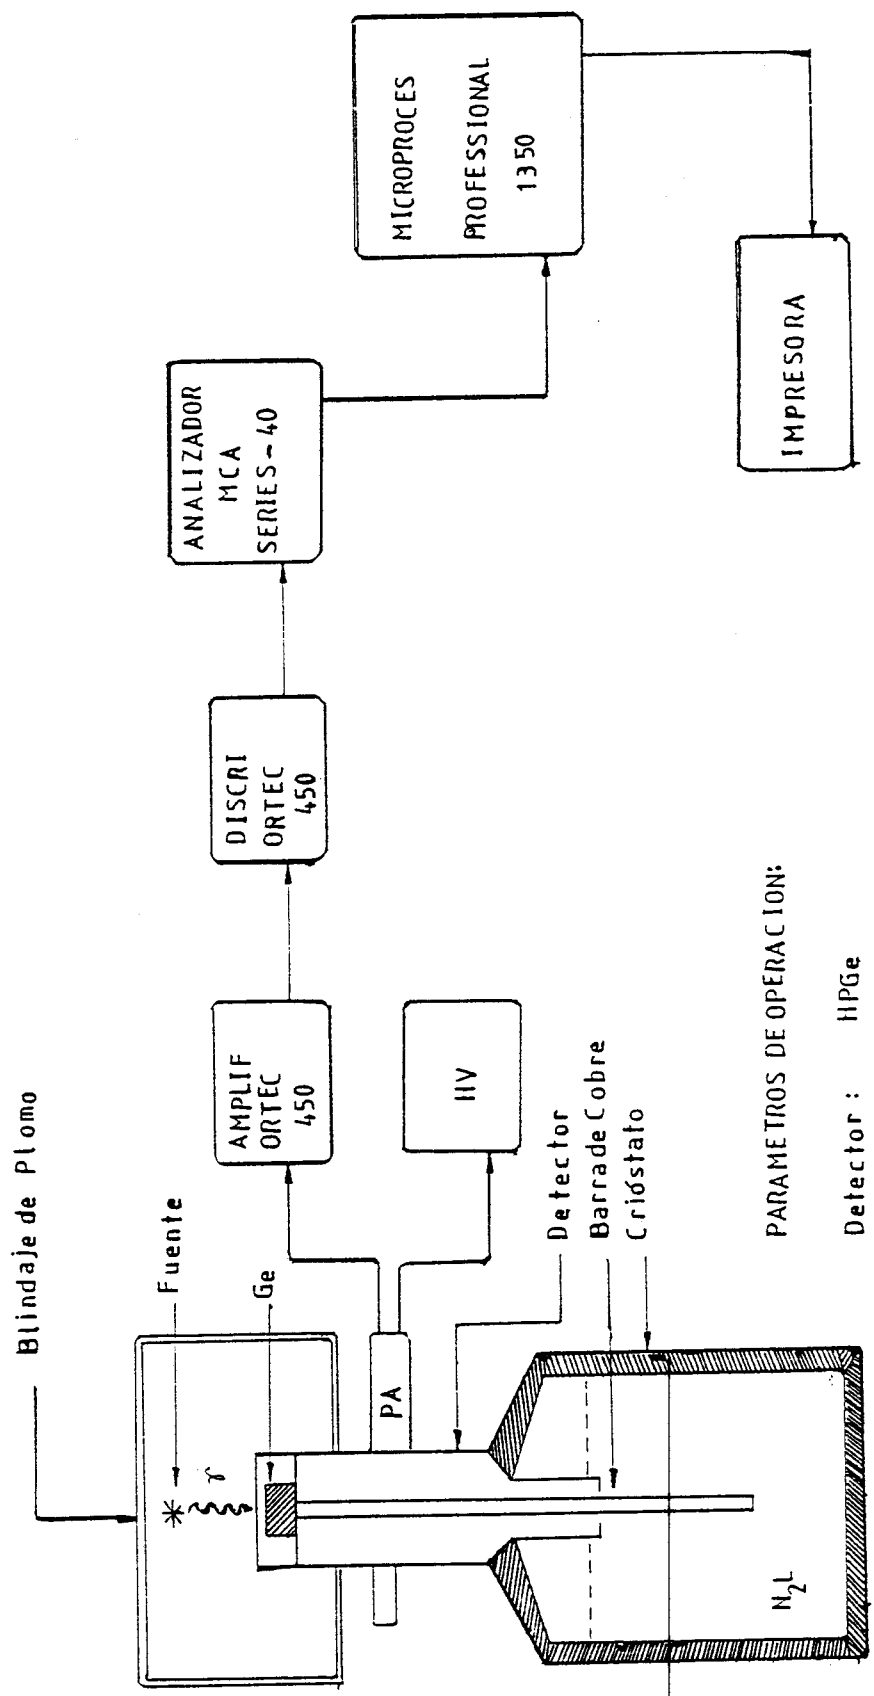 Blindaje de Plomo
Fuente
Ge
γ
PA
AMPLIF
ORTEC
450
HV
DISCRI
ORTEC
450
ANALIZADOR
MCA
SERIES-40
MICROPROCES
PROFESSIONAL
1350
IMPRESORA
Detector
Barra de Cobre
Crióstato
N2L
PARAMETROS DE OPERACION:
Detector : HPGe